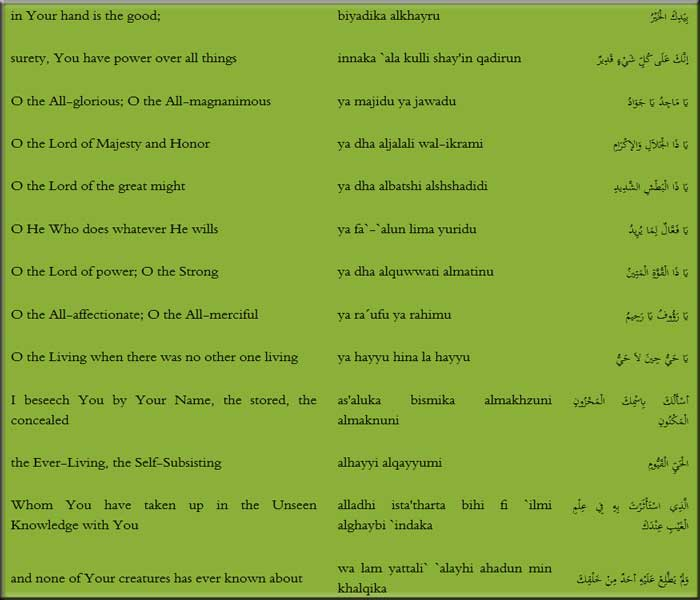 in Your hand is the good; biyadika alkhayru بِيَدِكَ الْخَيْرُ
surety, You have power over all things innaka `ala kulli shay'in qadirun إنَّكَ عَلَى كُلِّ شَيْءٍ قَدِيرٌ
O the All-glorious; O the All-magnanimous ya majidu ya jawadu يَا مَاجِدُ يَا جَوَادُ
O the Lord of Majesty and Honor ya dha aljalali wal-ikrami يَا ذَا الْجَلاَلِ وَالإِكْرَامِ
O the Lord of the great might ya dha albatshi alshshadidi يَا ذَا الْبَطْشِ الشَّدِيدِ
O He Who does whatever He wills ya fa`-`alun lima yuridu يَا فَعَّالٌ لِمَا يُرِيدُ
O the Lord of power; O the Strong ya dha alquwwati almatinu يَا ذَا الْقُوَّةِ الْمَتِينُ
O the All-affectionate; O the All-merciful ya ra´ufu ya rahimu يَا رَؤُوفُ يَا رَحِيمُ
O the Living when there was no other one living ya hayyu hina la hayyu يَا حَيُّ حِينَ لاَ حَيُّ
I beseech You by Your Name, the stored, the as'aluka bismika almakhzuni أسْأَلُكَ بِاسْمِكَ الْمَخْزُونِ
concealed almaknuni الْمَكْنُونِ
the Ever-Living, the Self-Subsisting alhayyi alqayyumi الْحَيِّ الْقَيُّومِ
Whom You have taken up in the Unseen alladhi ista'tharta bihi fi `ilmi الَّذِي اسْتَأْثَرْتَ بِهِ فِي عِلْمِ
Knowledge with You alghaybi `indaka الْغَيْبِ عِنْدَكَ
and none of Your creatures has ever known about wa lam yattali` `alayhi ahadun min وَلَمْ يَطَّلِعْ عَلَيْهِ أحَدٌ مِنْ خَلْقِكَ
khalqika